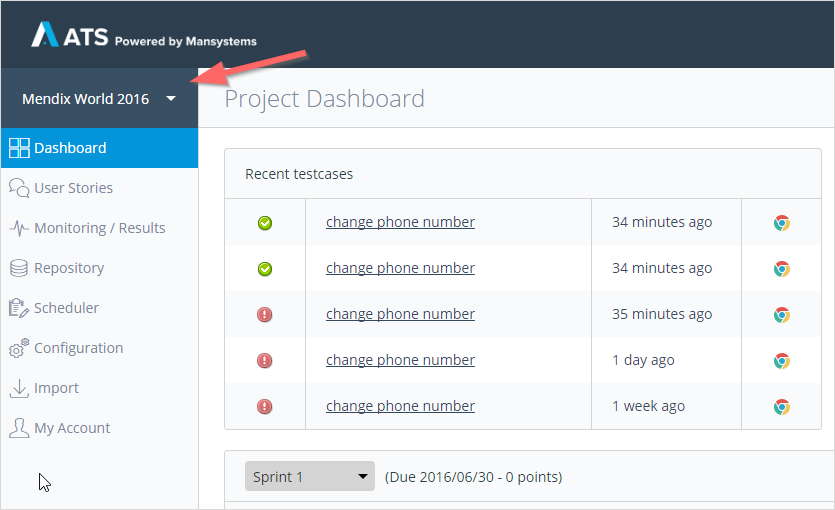 ATS Powered by Mansystems
Mendix World 2016
Project Dashboard
Dashboard
User Stories
Monitoring / Results
Repository
Scheduler
Configuration
Import
My Account
Recent testcases
change phone number 34 minutes ago
change phone number 34 minutes ago
change phone number 35 minutes ago
change phone number 1 day ago
change phone number 1 week ago
Sprint 1 (Due 2016/06/30 - 0 points)